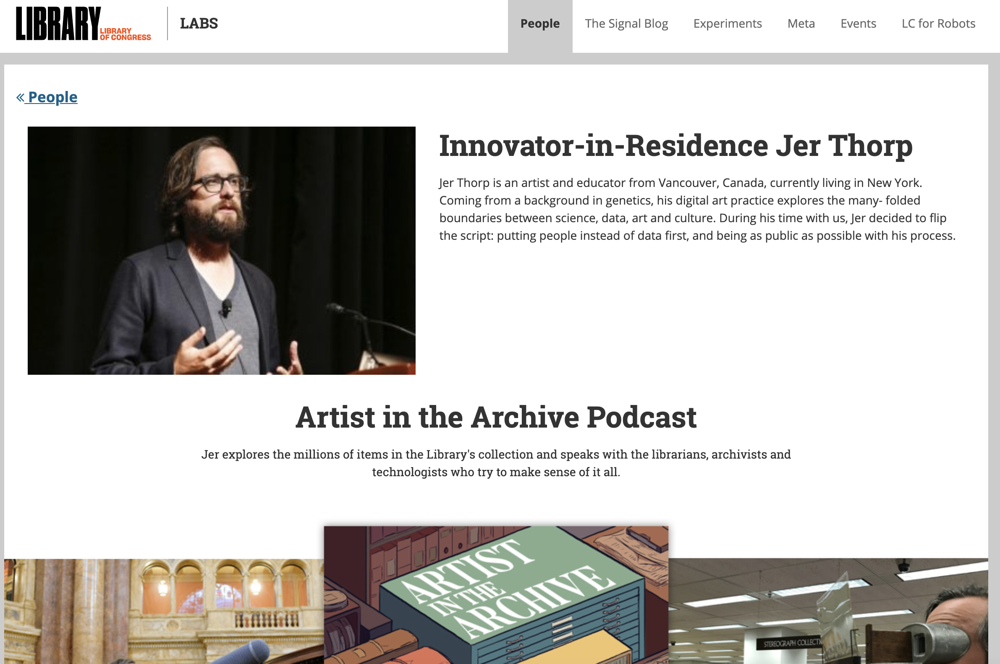 LIBRARY
LIBRARY
OF CONGRESS
LABS
People
The Signal Blog
Experiments
Meta
Events
LC for Robots
« People
Innovator-in-Residence Jer Thorp
Jer Thorp is an artist and educator from Vancouver, Canada, currently living in New York.
Coming from a background in genetics, his digital art practice explores the many- folded
boundaries between science, data, art and culture. During his time with us, Jer decided to flip
the script: putting people instead of data first, and being as public as possible with his process.
Artist in the Archive Podcast
Jer explores the millions of items in the Library's collection and speaks with the librarians, archivists and
technologists who try to make sense of it all.
ARTIST
IN THE
ARCHIVE
STEREOGRAPH COLLECTI